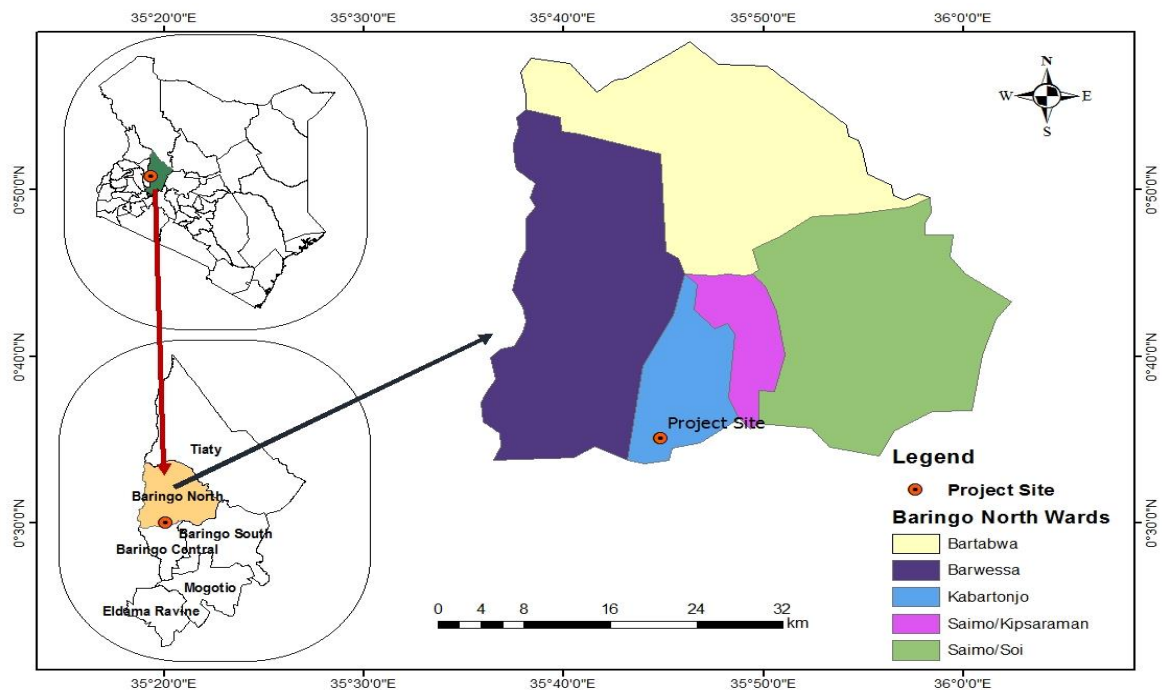 35°20'0"E
35°30'0"E
35°40'0"E
35°50'0"E
36°0'0"E
0°50'0"N
0°40'0"N
0°30'0"N
Tiaty
Baringo North
Baringo South
Baringo Central
Mogotio
Eldama Ravine
N
W
E
S
Project Site
Legend
Project Site
Baringo North Wards
Bartabwa
Barwessa
Kabartonjo
Saimo/Kipsaraman
Saimo/Soi
0 4 8 16 24 32
km
0°50'0"N
0°40'0"N
0°30'0"N
35°20'0"E
35°30'0"E
35°40'0"E
35°50'0"E
36°0'0"E